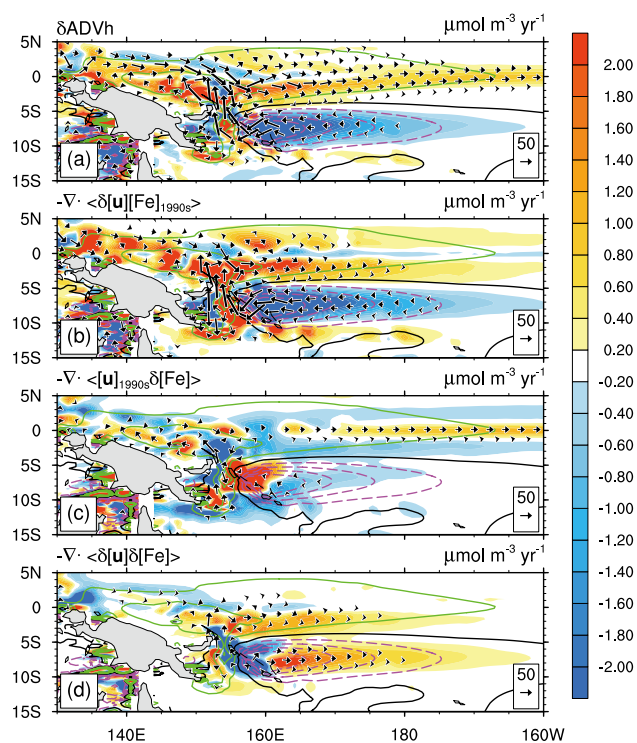 δADVh μmol m⁻³ yr⁻¹
5N
0
5S
10S
15S
(a)
50
-∇· <δ[u][Fe]₁₉₉₀ₛ> μmol m⁻³ yr⁻¹
5N
0
5S
10S
15S
(b)
50
-∇· <[u]₁₉₉₀ₛδ[Fe]> μmol m⁻³ yr⁻¹
5N
0
5S
10S
15S
(c)
50
-∇· <δ[u]δ[Fe]> μmol m⁻³ yr⁻¹
5N
0
5S
10S
15S
(d)
50
140E 160E 180 160W
2.00
1.80
1.60
1.40
1.20
1.00
0.80
0.60
0.40
0.20
-0.20
-0.40
-0.60
-0.80
-1.00
-1.20
-1.40
-1.60
-1.80
-2.00